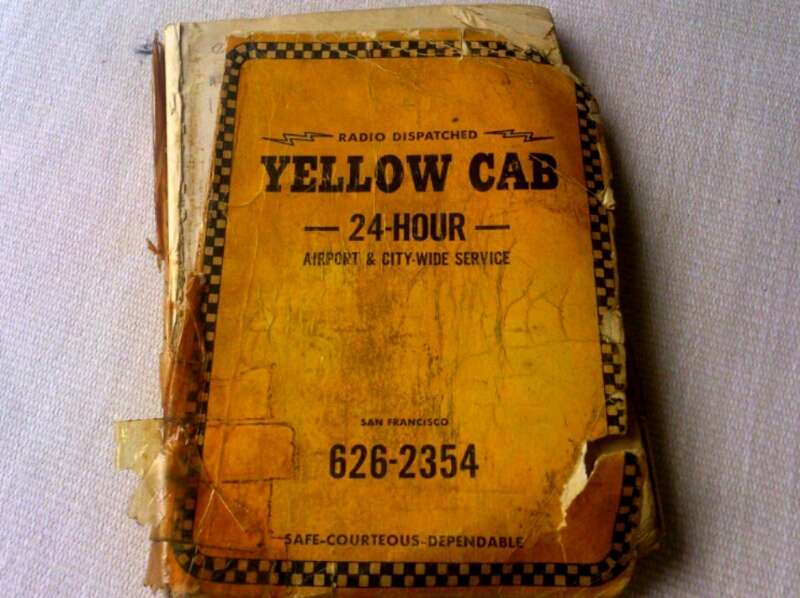 RADIO DISPATCHED
YELLOW CAB
24-HOUR
AIRPORT & CITY-WIDE SERVICE
SAN FRANCISCO
626-2354
SAFE-COURTEOUS-DEPENDABLE